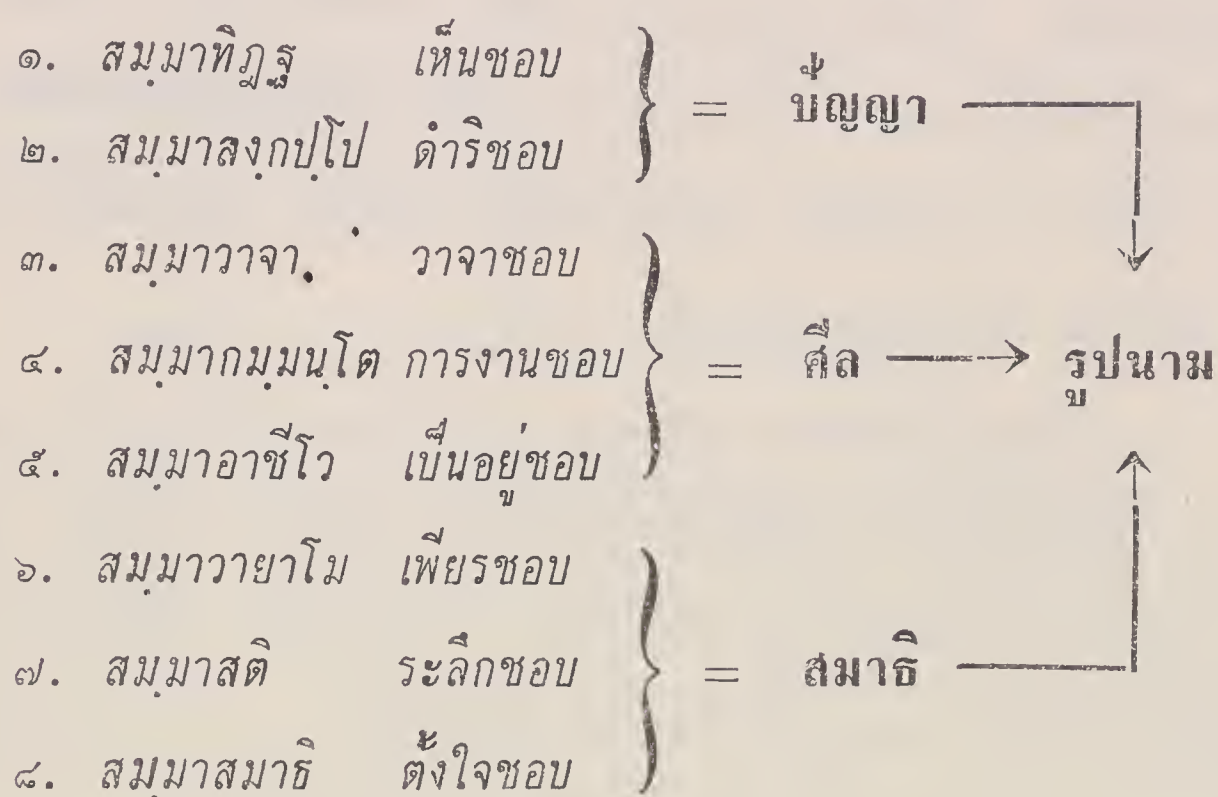 ๑. สมฺมาทิฏฺฐ เห็นชอบ
= ปัญญา
๒. สมฺมาสงฺกปฺโป ดำริชอบ
๓. สมฺมาวาจา วาจาชอบ
๔. สมฺมากมฺมนฺโต การงานชอบ = ศีล รูปนาม
๕. สมฺมาอาชีโว เป็นอยู่ชอบ
๖. สมฺมาวายาโม เพียรชอบ
๗. สมฺมาสติ ระลึกชอบ = สมาธิ
๘. สมฺมาสมาธิ ตั้งใจชอบ